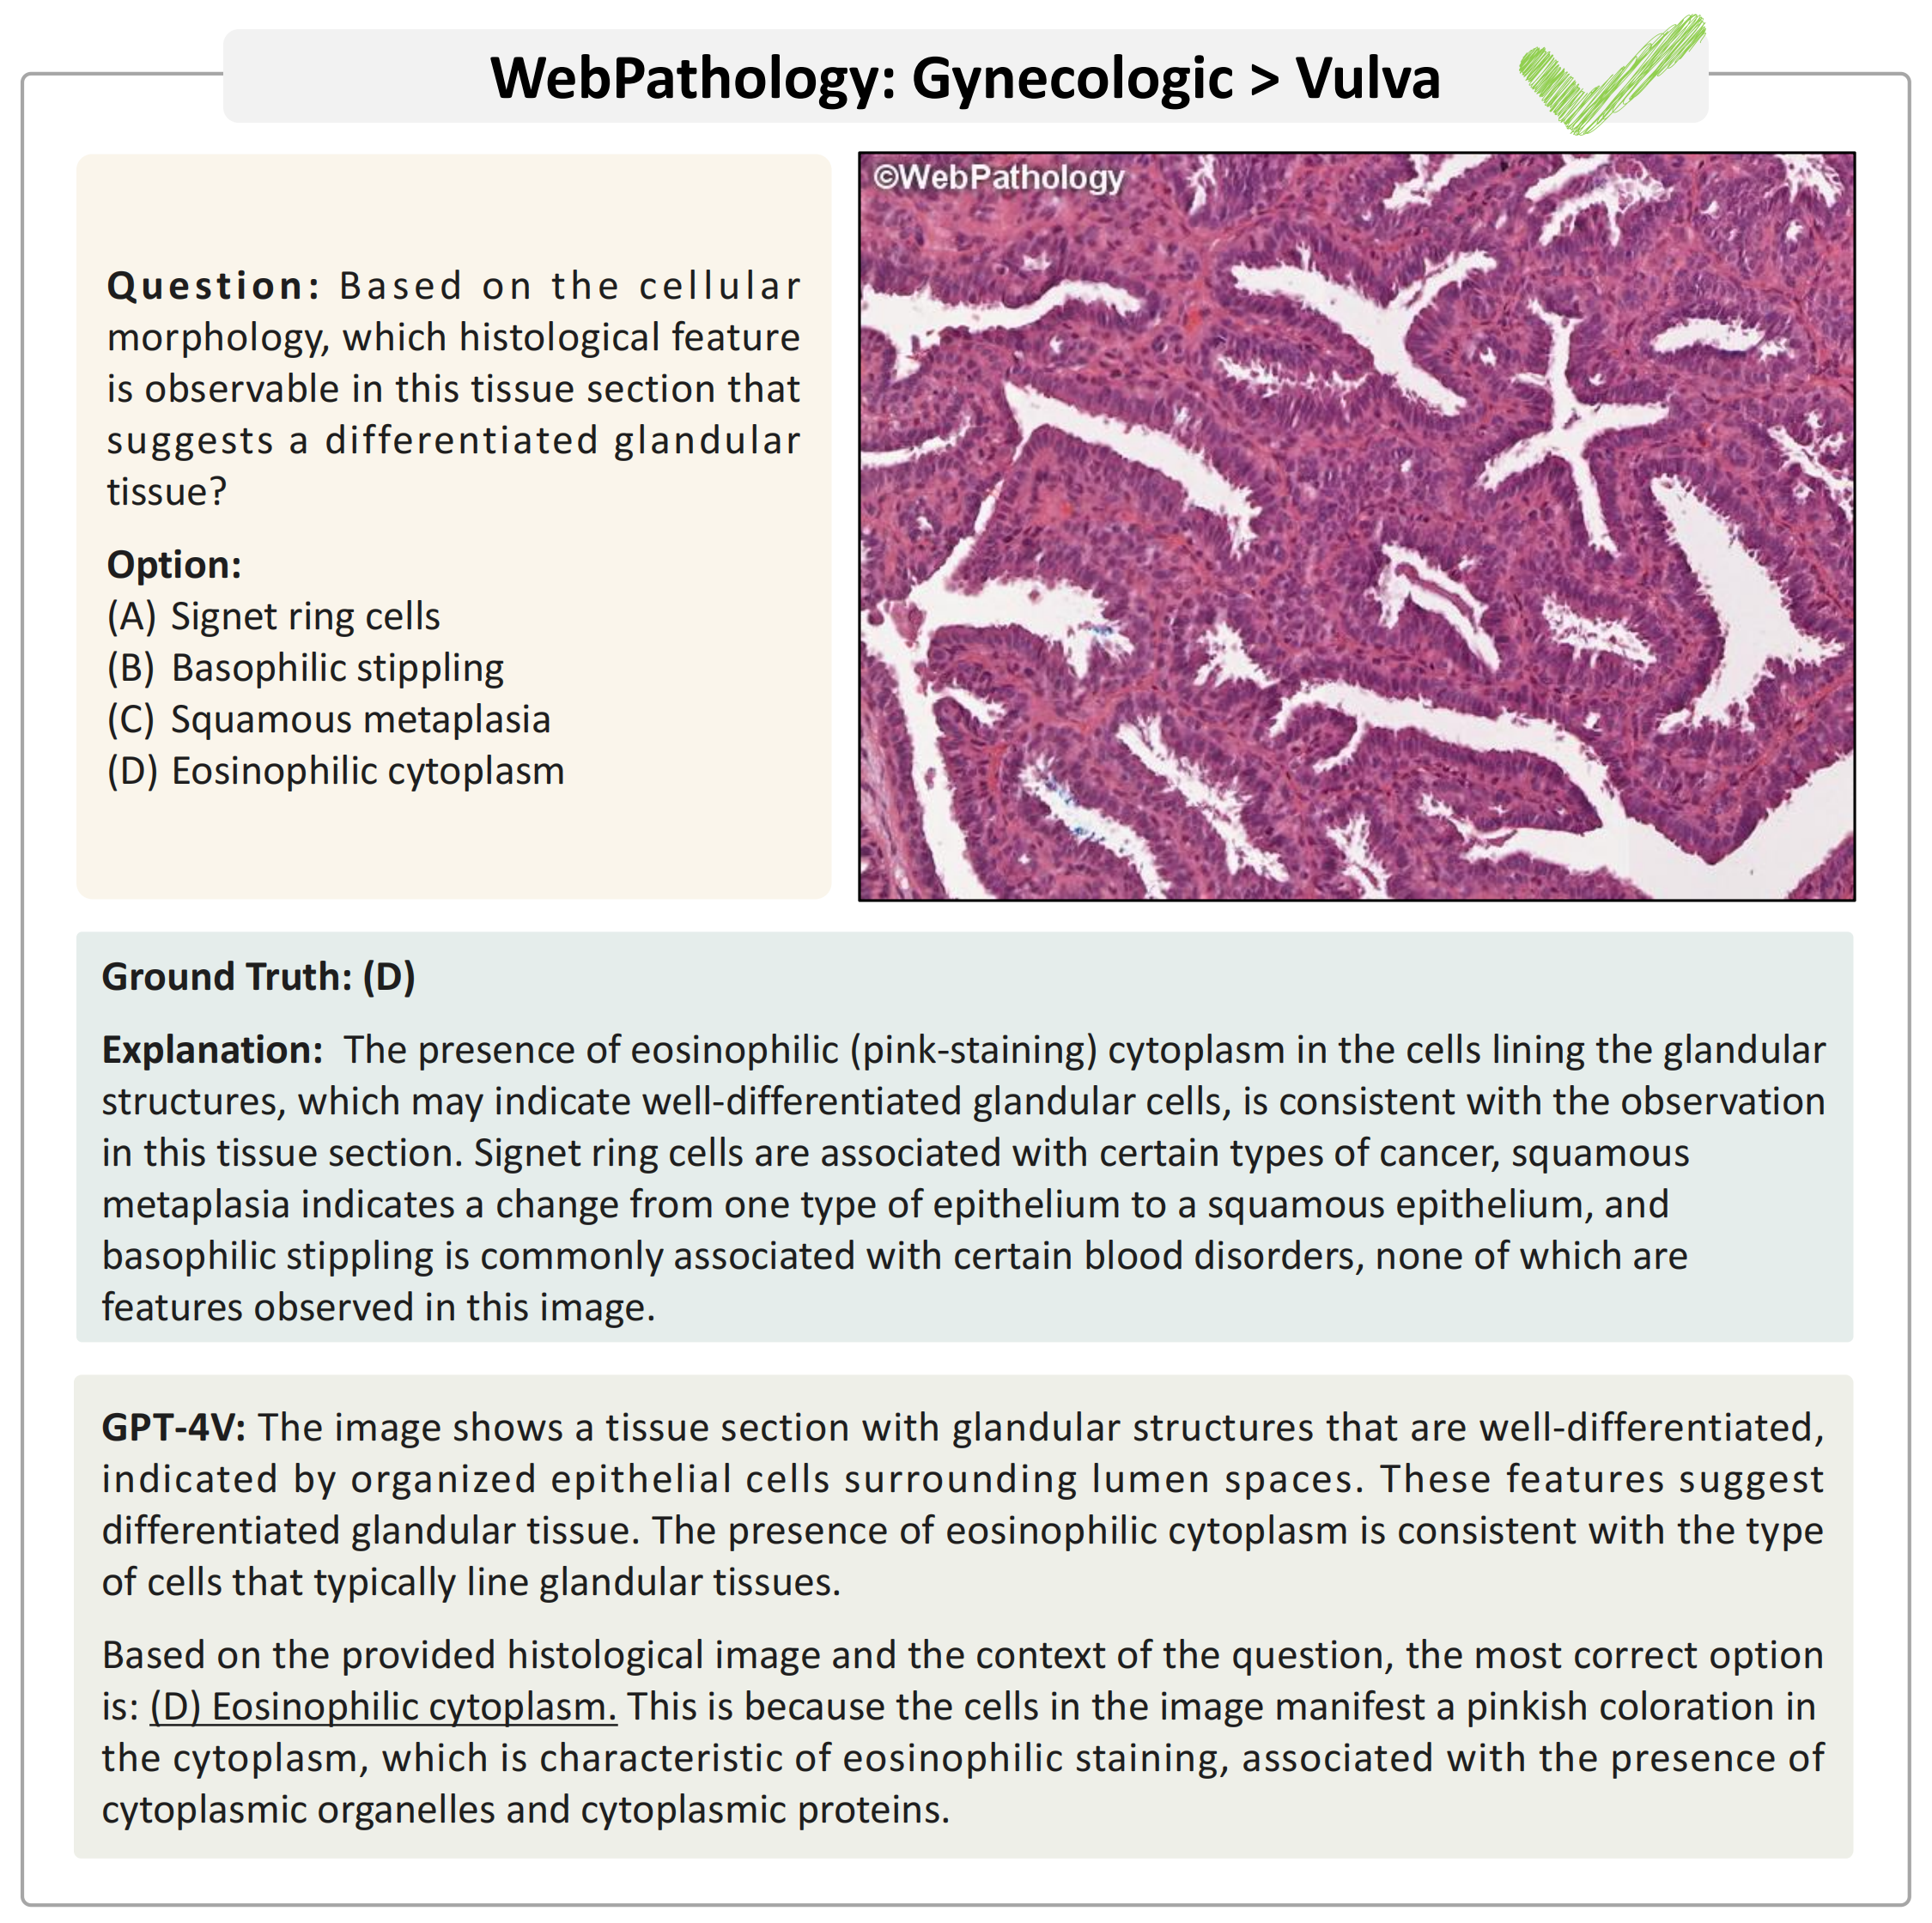 WebPathology: Gynecologic > Vulva
©WebPathology
Question: Based on the cellular
morphology, which histological feature
is observable in this tissue section that
suggests a differentiated glandular
tissue?
Option:
(A) Signet ring cells
(B) Basophilic stippling
(C) Squamous metaplasia
(D) Eosinophilic cytoplasm
Ground Truth: (D)
Explanation: The presence of eosinophilic (pink-staining) cytoplasm in the cells lining the glandular
structures, which may indicate well-differentiated glandular cells, is consistent with the observation
in this tissue section. Signet ring cells are associated with certain types of cancer, squamous
metaplasia indicates a change from one type of epithelium to a squamous epithelium, and
basophilic stippling is commonly associated with certain blood disorders, none of which are
features observed in this image.
GPT-4V: The image shows a tissue section with glandular structures that are well-differentiated,
indicated by organized epithelial cells surrounding lumen spaces. These features suggest
differentiated glandular tissue. The presence of eosinophilic cytoplasm is consistent with the type
of cells that typically line glandular tissues.
Based on the provided histological image and the context of the question, the most correct option
is: (D) Eosinophilic cytoplasm. This is because the cells in the image manifest a pinkish coloration in
the cytoplasm, which is characteristic of eosinophilic staining, associated with the presence of
cytoplasmic organelles and cytoplasmic proteins.